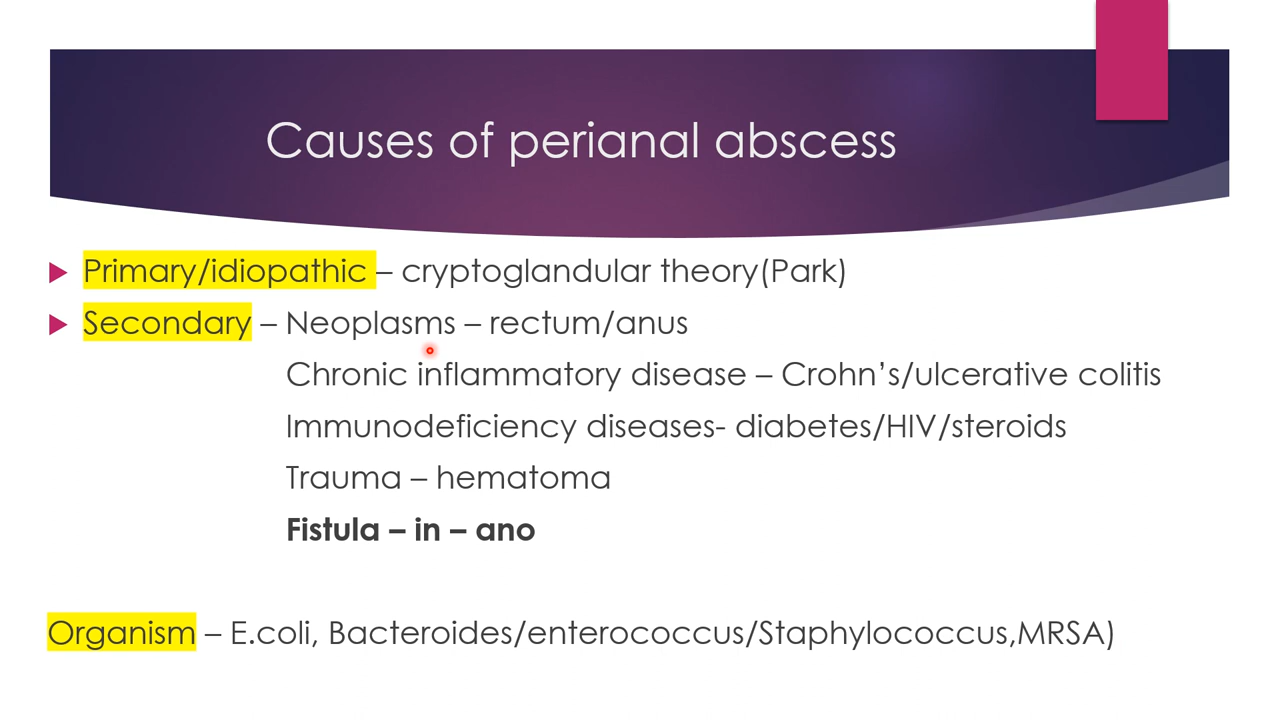 Causes of perianal abscess
Primary/idiopathic – cryptoglandular theory(Park)
Secondary – Neoplasms – rectum/anus
Chronic inflammatory disease – Crohn’s/ulcerative colitis
Immunodeficiency diseases- diabetes/HIV/steroids
Trauma – hematoma
Fistula – in – ano
Organism – E.coli, Bacteroides/enterococcus/Staphylococcus,MRSA)